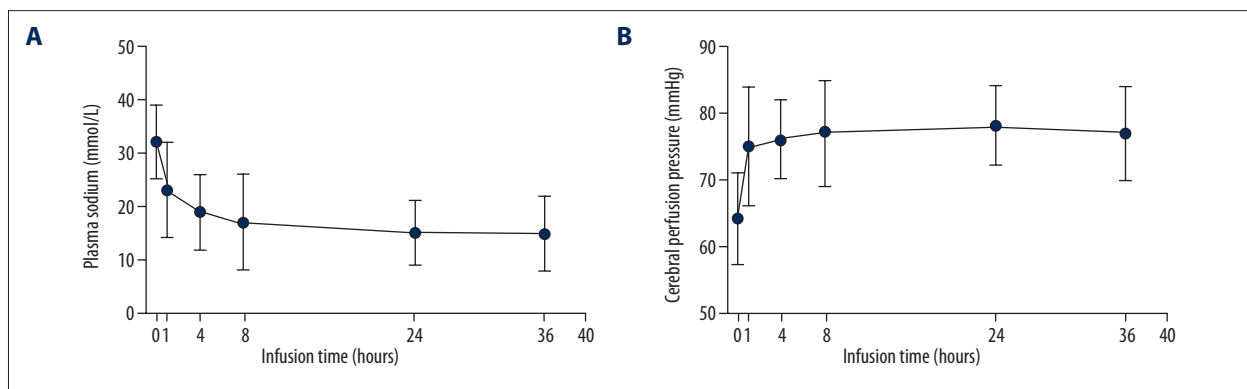 A
Plasma sodium (mmol/L)
50
40
30
20
10
0
0 1 4 8 24 36 40
Infusion time (hours)
B
Cerebral perfusion pressure (mmHg)
90
80
70
60
50
0 1 4 8 24 36 40
Infusion time (hours)